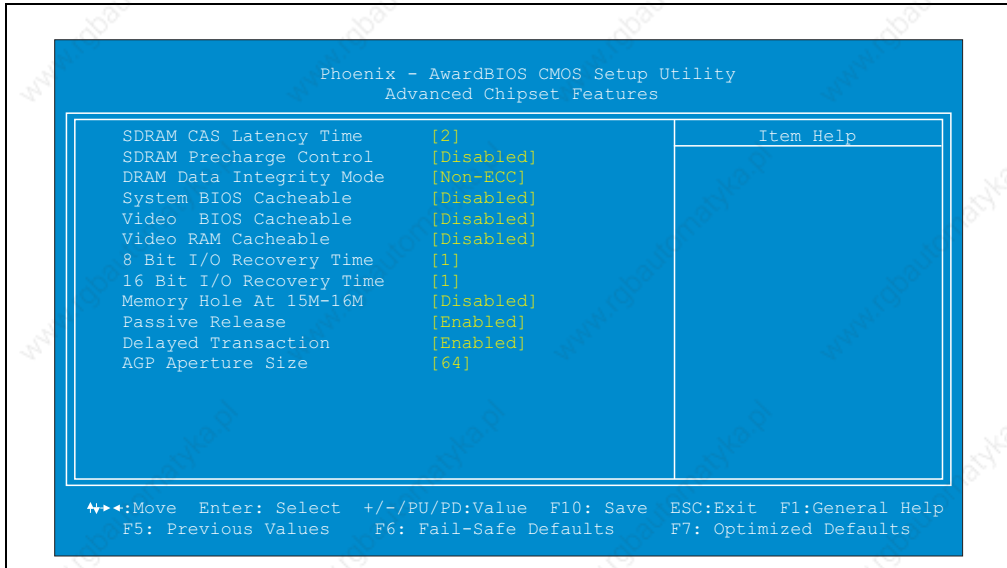 Phoenix - AwardBIOS CMOS Setup Utility
Advanced Chipset Features
SDRAM CAS Latency Time [2]
SDRAM Precharge Control [Disabled]
DRAM Data Integrity Mode [Non-ECC]
System BIOS Cacheable [Disabled]
Video BIOS Cacheable [Disabled]
Video RAM Cacheable [Disabled]
8 Bit I/O Recovery Time [1]
16 Bit I/O Recovery Time [1]
Memory Hole At 15M-16M [Disabled]
Passive Release [Enabled]
Delayed Transaction [Enabled]
AGP Aperture Size [64]
Item Help
:Move Enter: Select +/-/PU/PD:Value F10: Save ESC:Exit F1:General Help
F5: Previous Values F6: Fail-Safe Defaults F7: Optimized Defaults
www.rgbautomatyka.pl